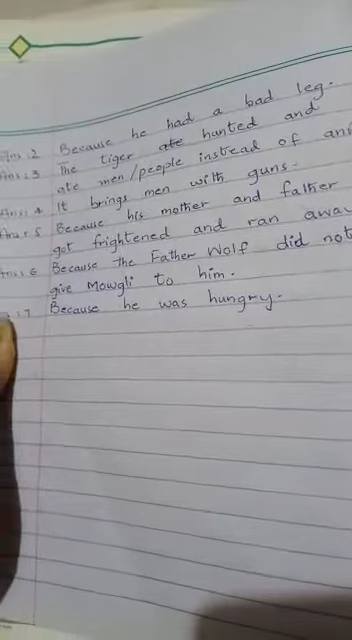 Ans: 2 Because he had a bad leg.
Ans: 3 The tiger ate hunted and
ate men/people instead of
Ans: 4 It brings men with guns.
Ans: 5 Because his mother and father
got frightened and ran away
Ans: 6 Because the Father Wolf did not
give Mowgli to him.
: 7 Because he was hungry.